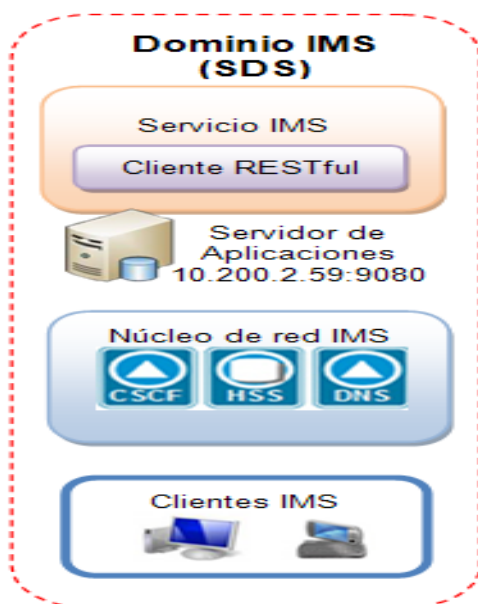 Dominio IMS
(SDS)
Servicio IMS
Cliente RESTful
Servidor de
Aplicaciones
10.200.2.59:9080
Núcleo de red IMS
CSCF HSS DNS
Clientes IMS